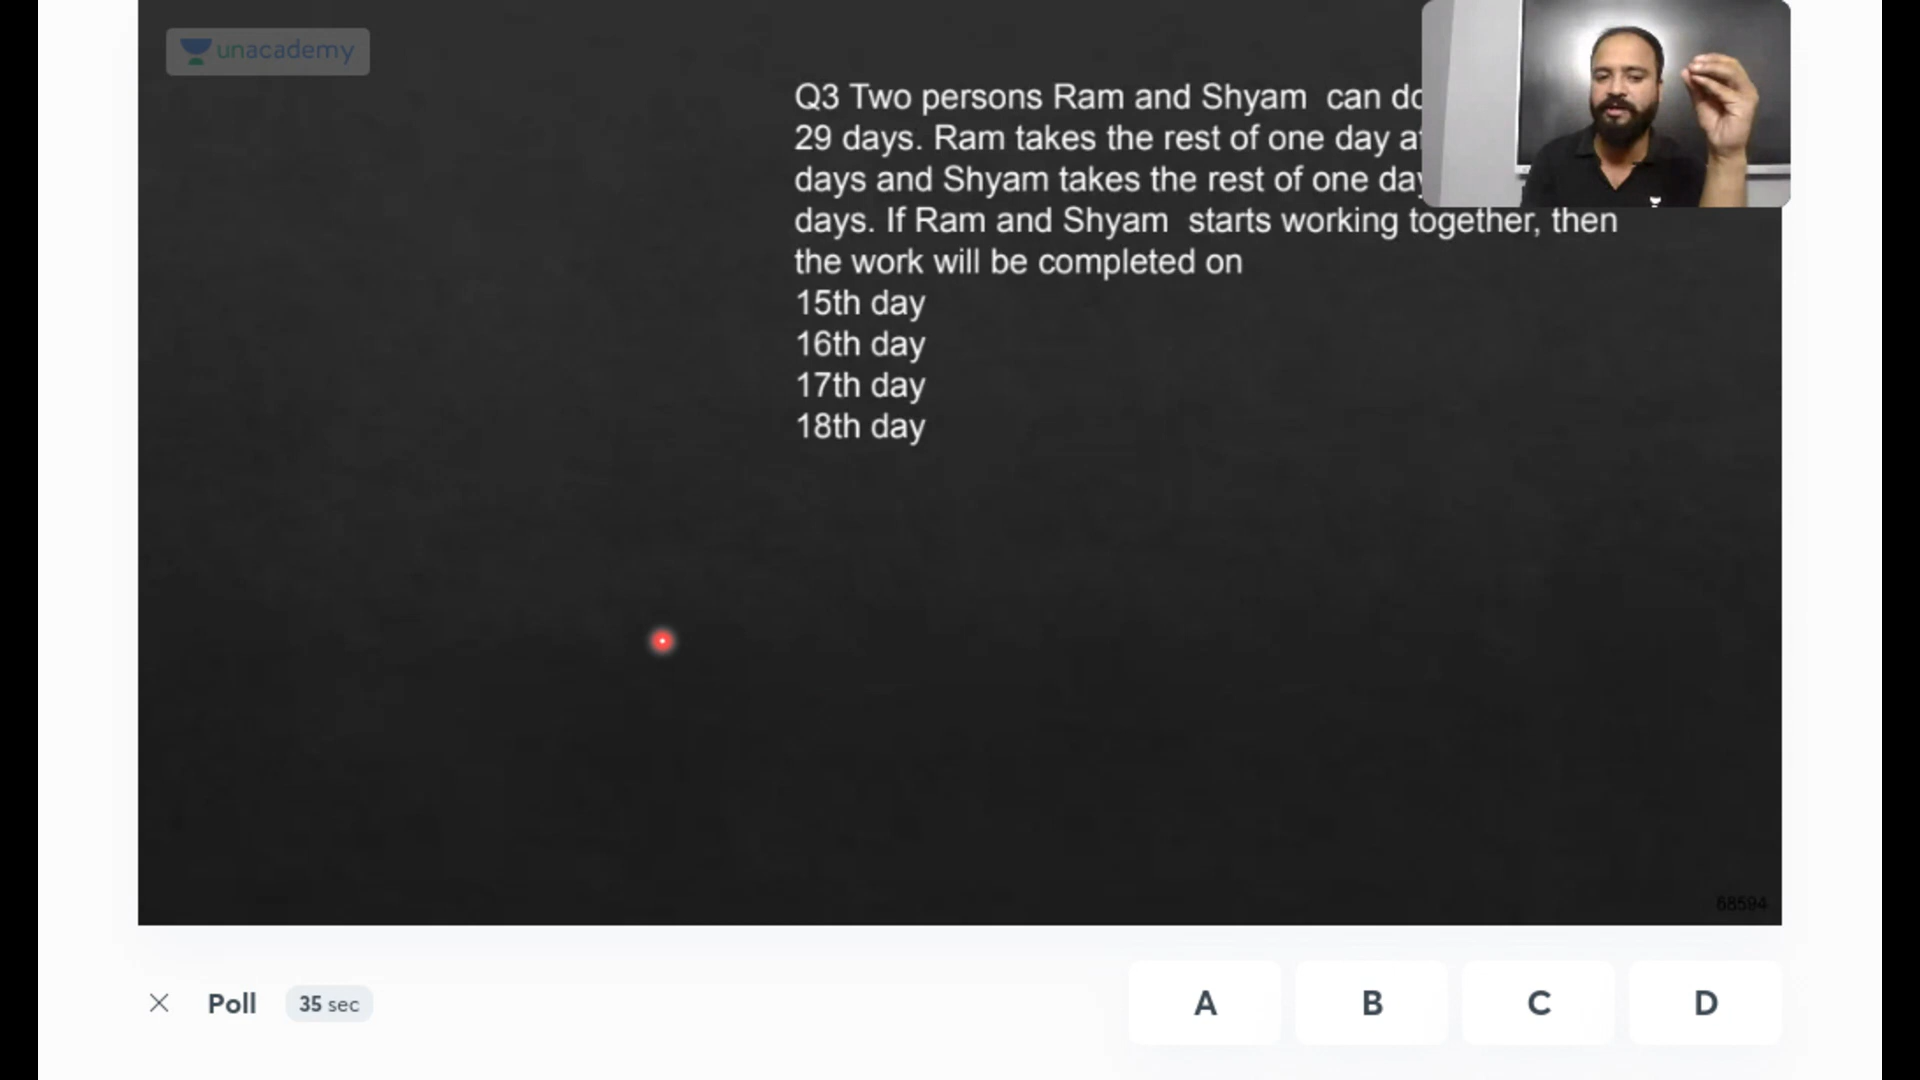 unacademy
Q3 Two persons Ram and Shyam can do
29 days. Ram takes the rest of one day
days and Shyam takes the rest of one day
days. If Ram and Shyam starts working together, then
the work will be completed on
15th day
16th day
17th day
18th day
68594
Poll 35 sec A B C D